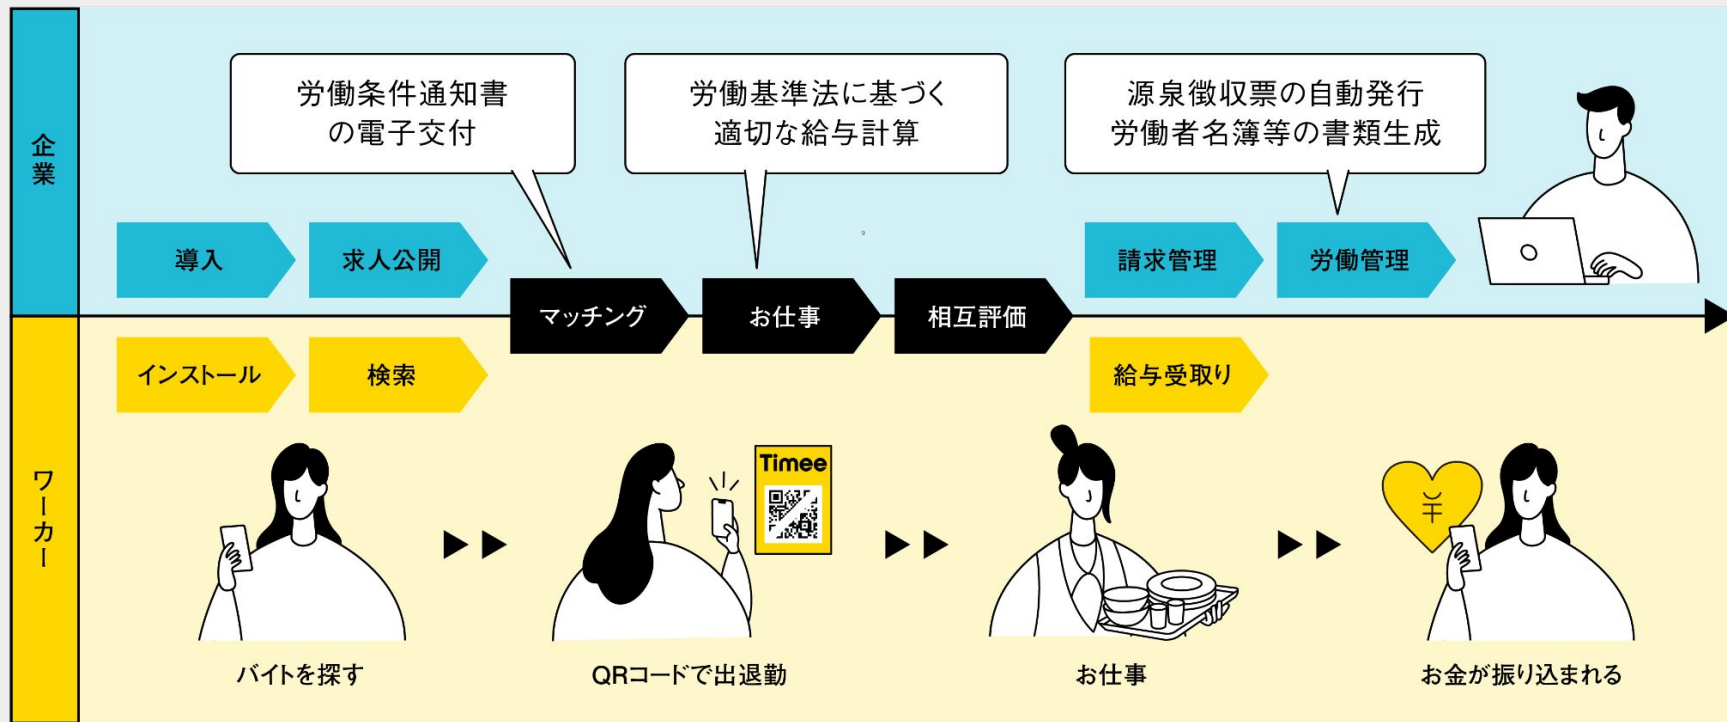 企業
労働条件通知書
の電子交付
労働基準法に基づく
適切な給与計算
源泉徴収票の自動発行
労働者名簿等の書類生成
導入
求人公開
マッチング
お仕事
相互評価
請求管理
労働管理
ワーカー
インストール
検索
給与受取り
Timee
バイトを探す
QRコードで出退勤
お仕事
お金が振り込まれる